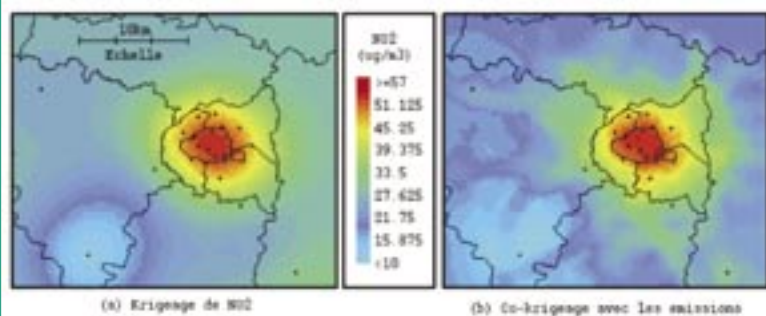 10km
Echelle
NO2
(ug/m3)
>=57
51.125
45.25
39.375
33.5
27.625
21.75
15.875
<10
(a) Krigeage de NO2
(b) Co-krigeage avec les emissions